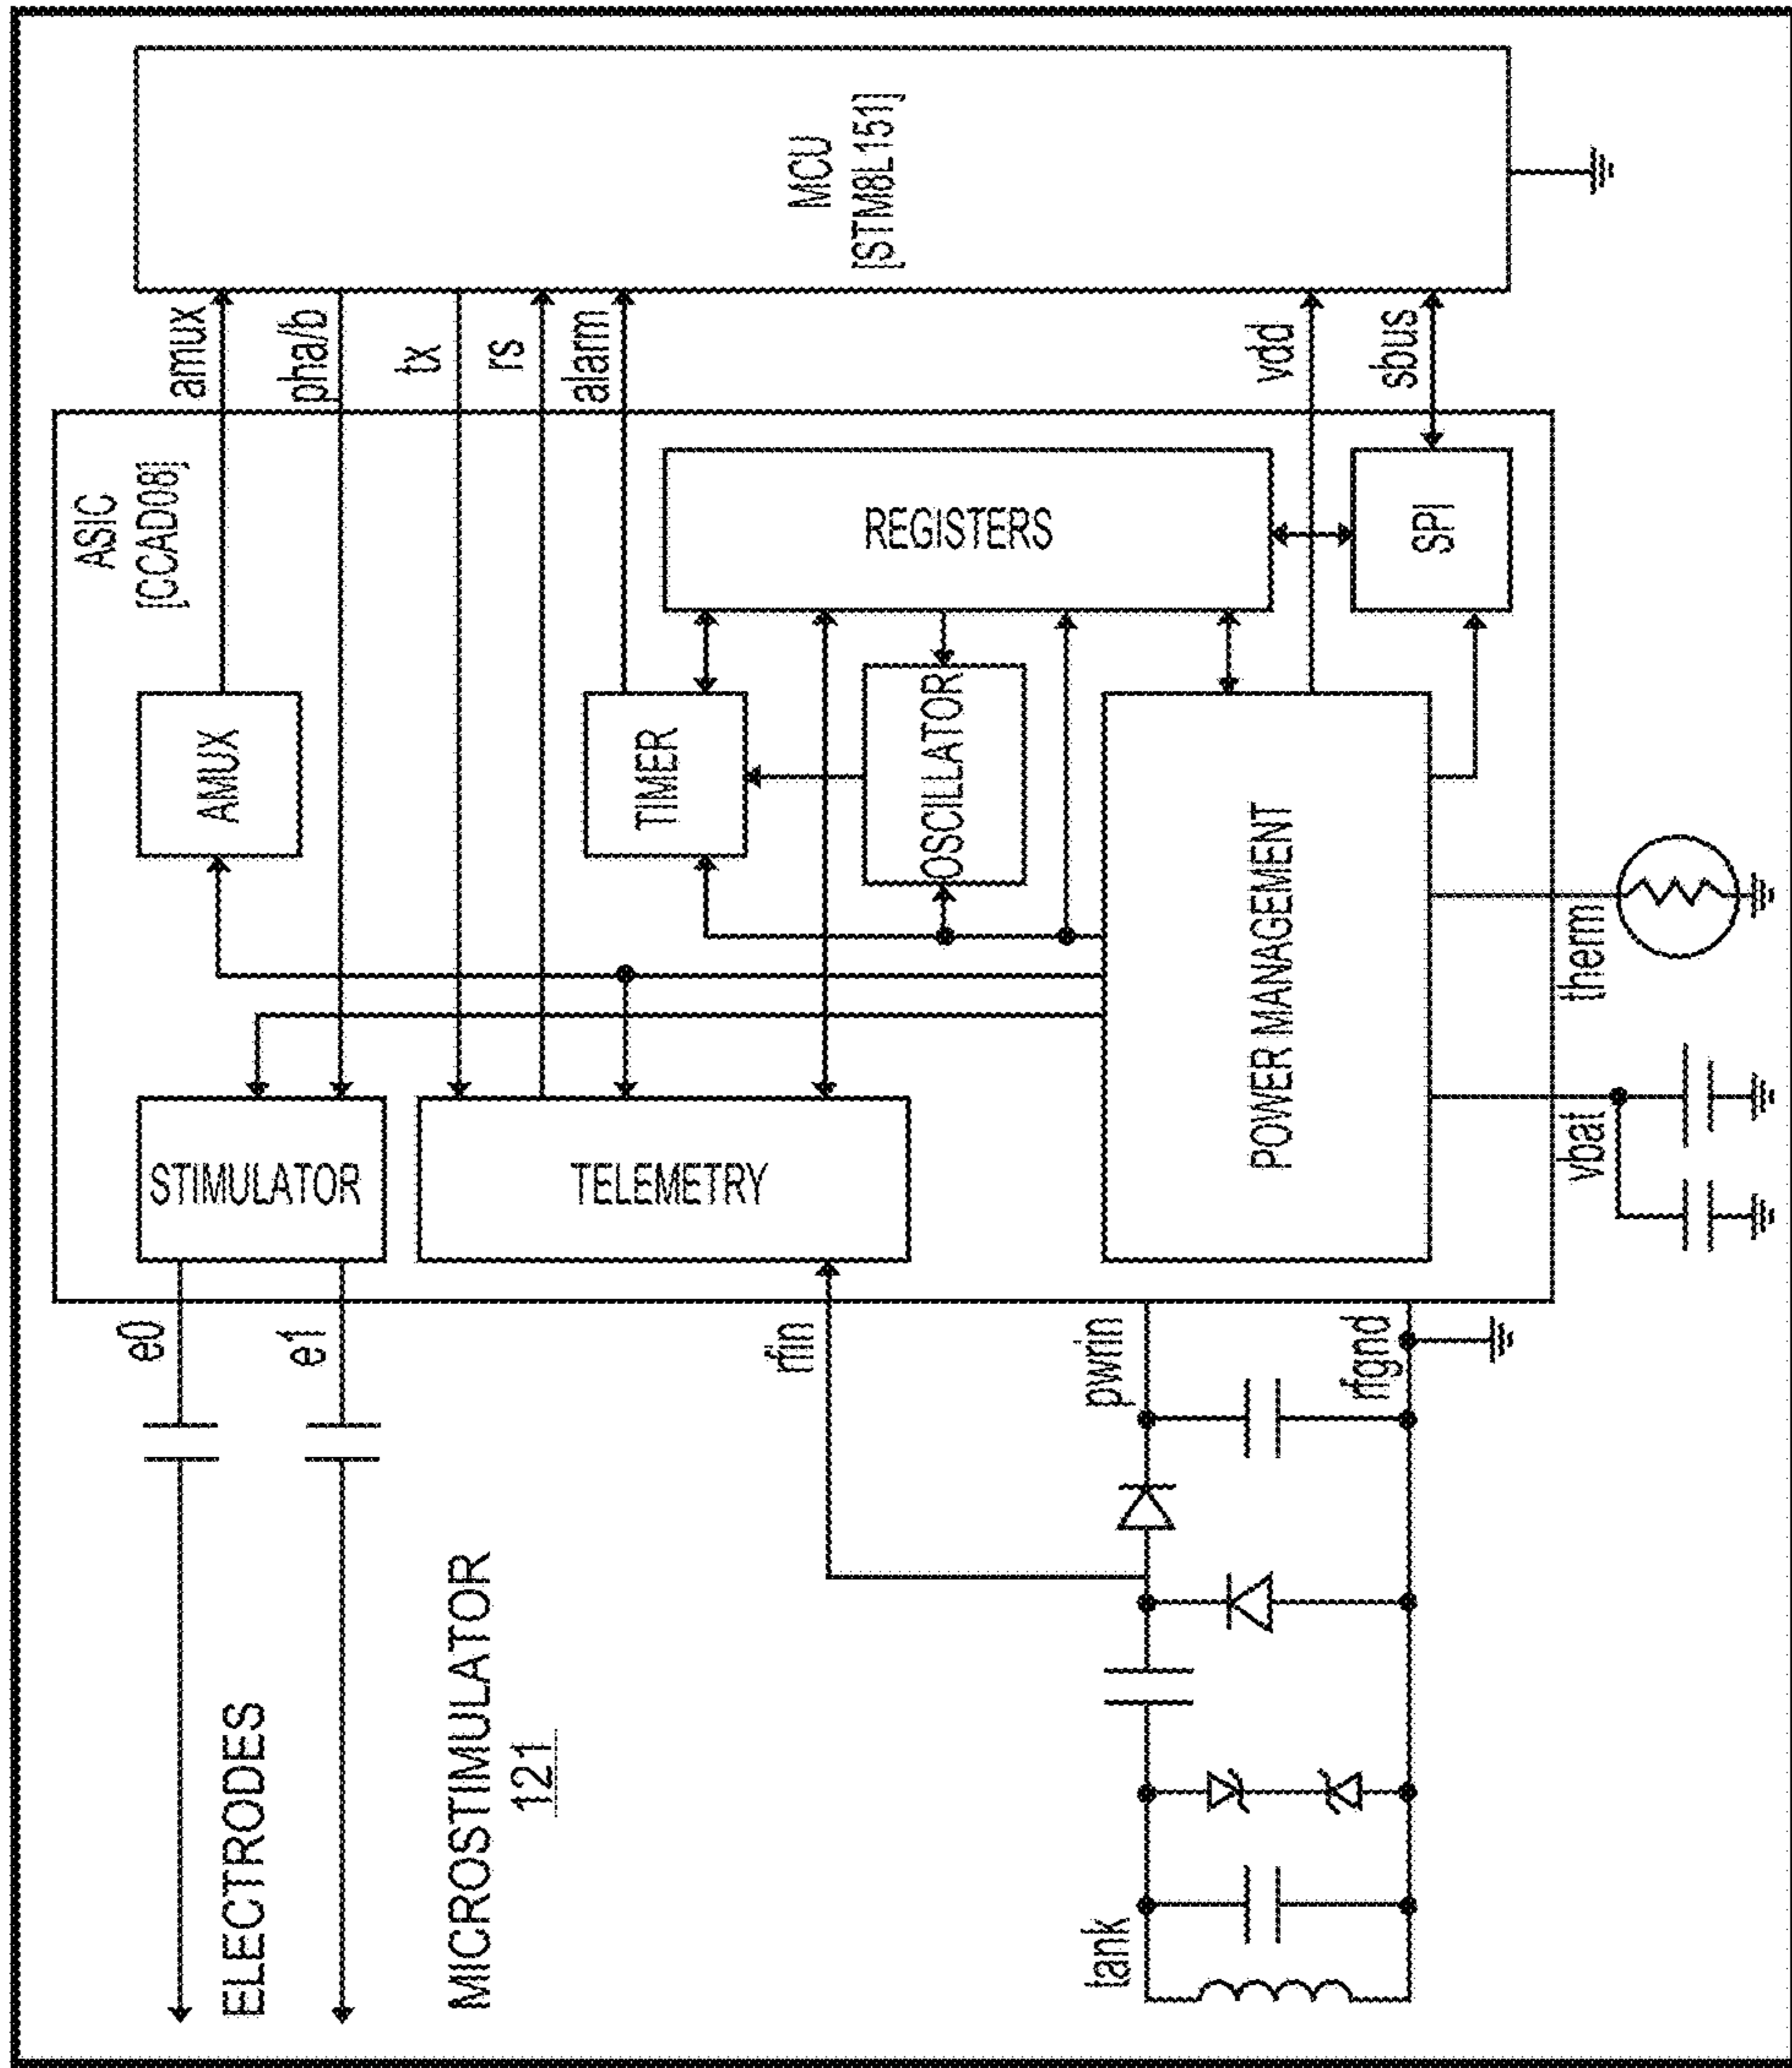 ASIC
[CCAD08]
e0
amux
AMUX
STIMULATOR
ELECTRODES
e1
pha/b
tx
MICROSTIMULATOR
121
rs
alarm
TELEMETRY
TIMER
rfin
MCU
[STM8L151]
REGISTERS
OSCILLATOR
tank
pwrin
POWER MANAGEMENT
vdd
rfgnd
sbus
SPI
vbat
therm